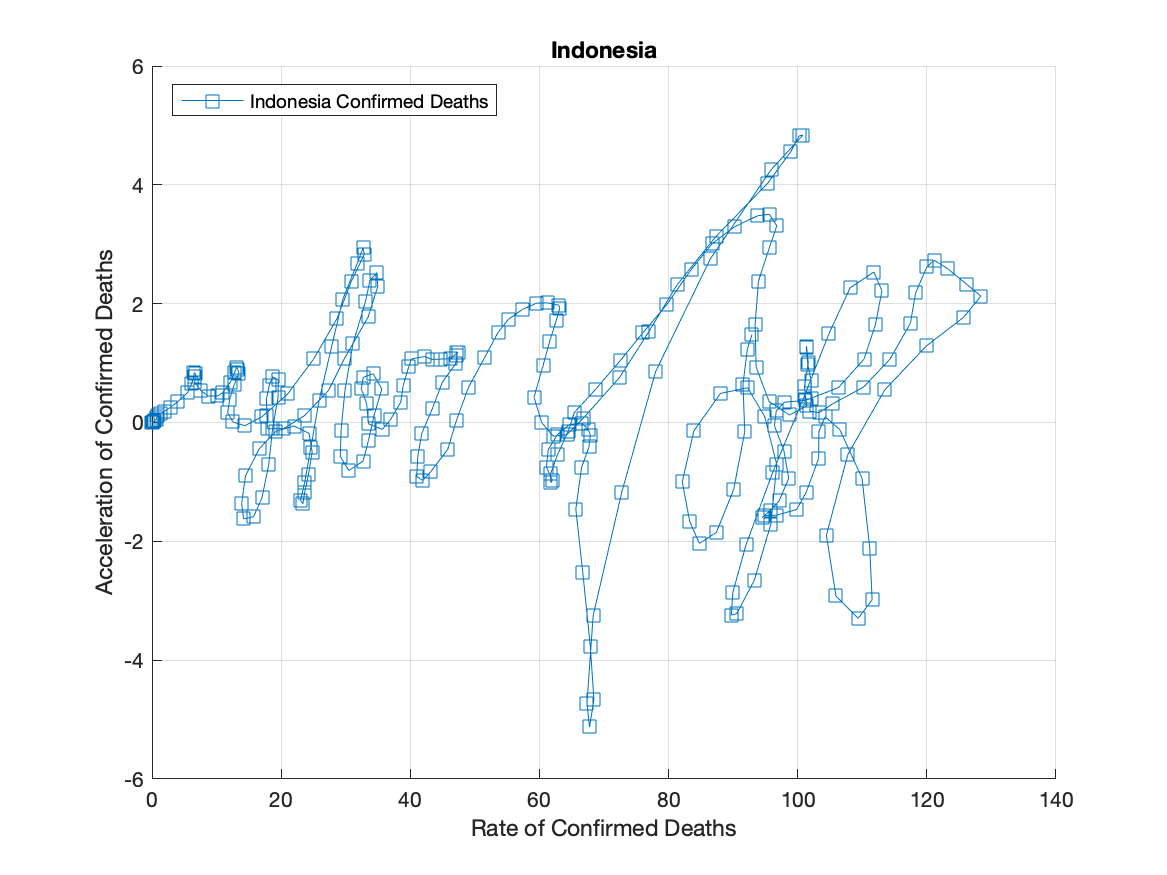 Indonesia
Indonesia Confirmed Deaths
6
4
2
0
-2
-4
-6
Acceleration of Confirmed Deaths
0 20 40 60 80 100 120 140
Rate of Confirmed Deaths